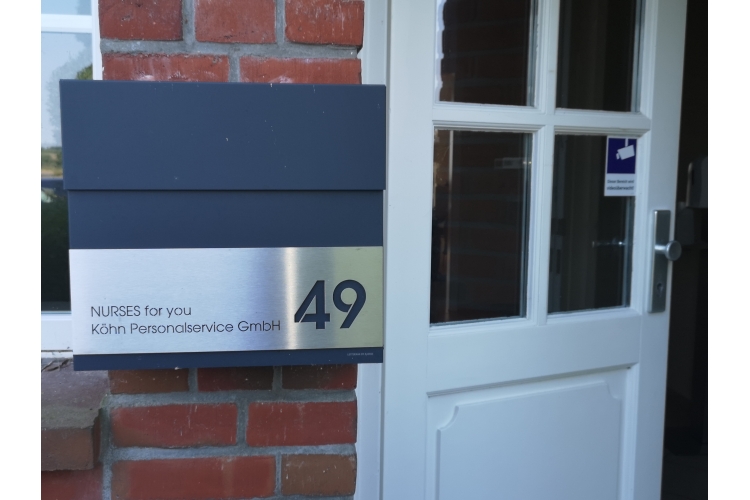 NURSES for you
Köhn Personalservice GmbH
49